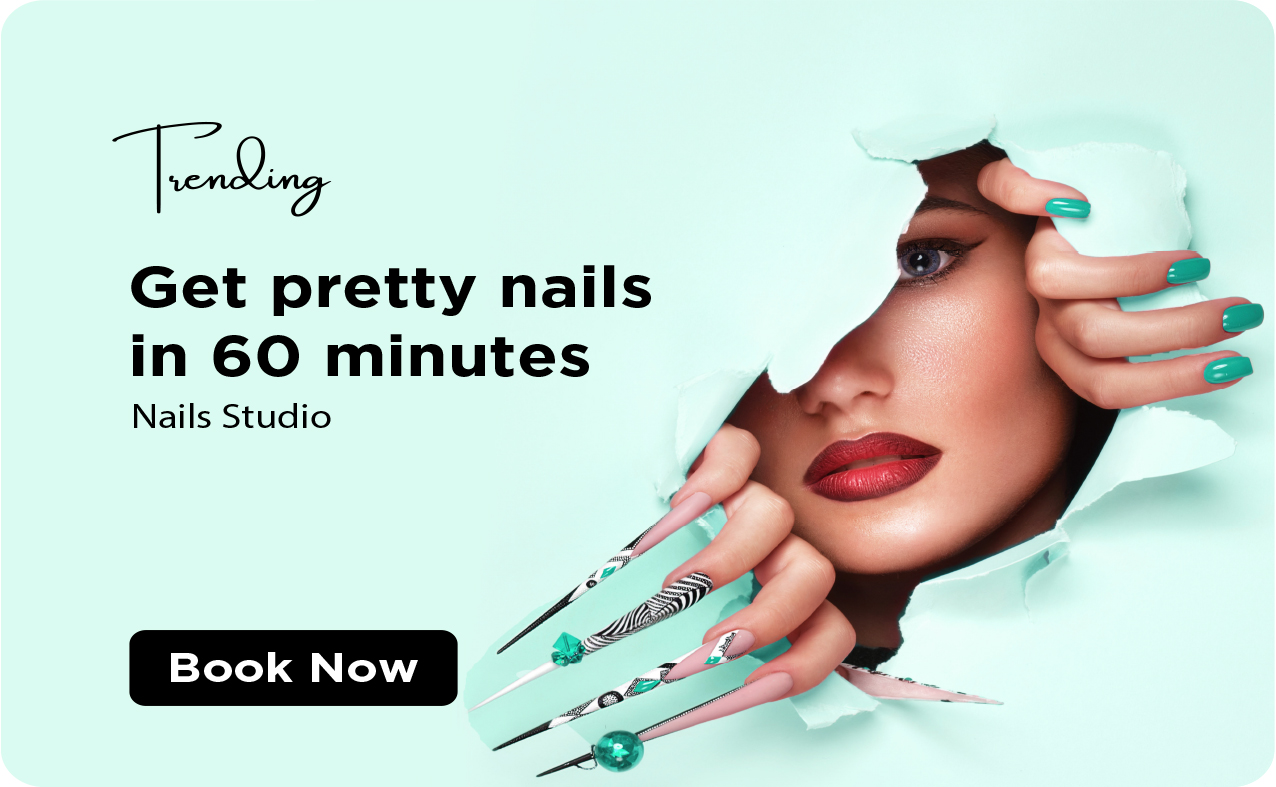 Trending
Get pretty nails
in 60 minutes
Nails Studio
Book Now